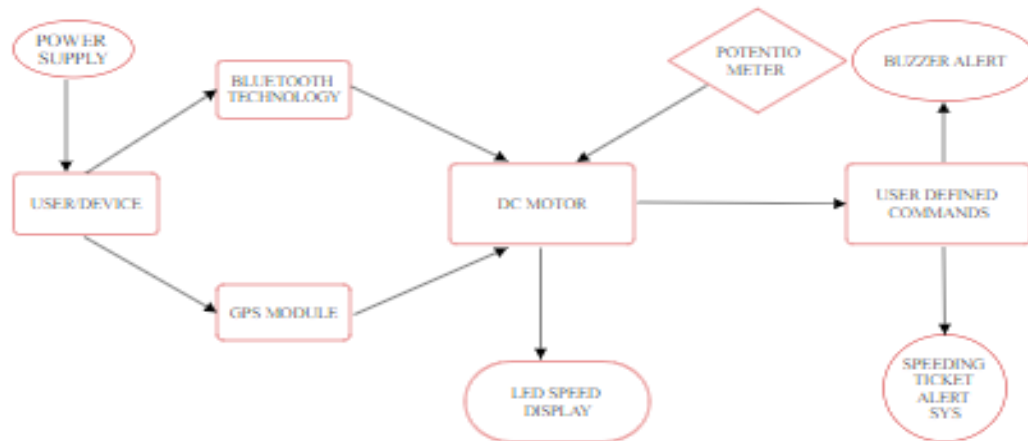 POWER
SUPPLY
BLUETOOTH
TECHNOLOGY
POTENTIO
METER
BUZZER ALERT
USER/DEVICE
DC MOTOR
USER DEFINED
COMMANDS
GPS MODULE
LED SPEED
DISPLAY
SPEEDING
TICKET
ALERT
SYS